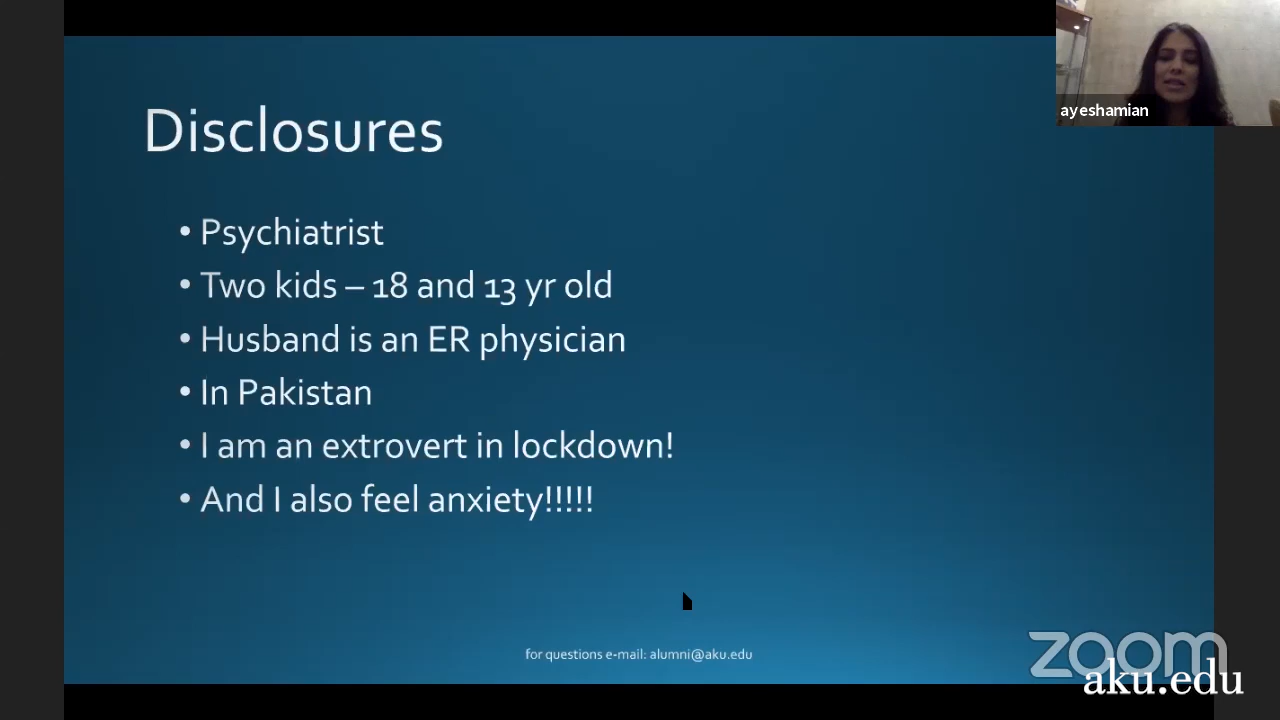 ayeshamian
Disclosures
• Psychiatrist
• Two kids – 18 and 13 yr old
• Husband is an ER physician
• In Pakistan
• I am an extrovert in lockdown!
• And I also feel anxiety!!!!!
for questions e-mail: alumni@aku.edu
zoom
aku.edu